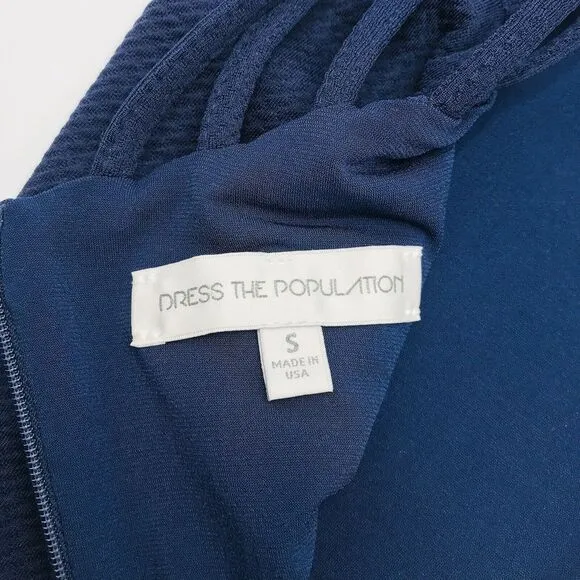 DRESS THE POPULATION
S
MADE IN
USA